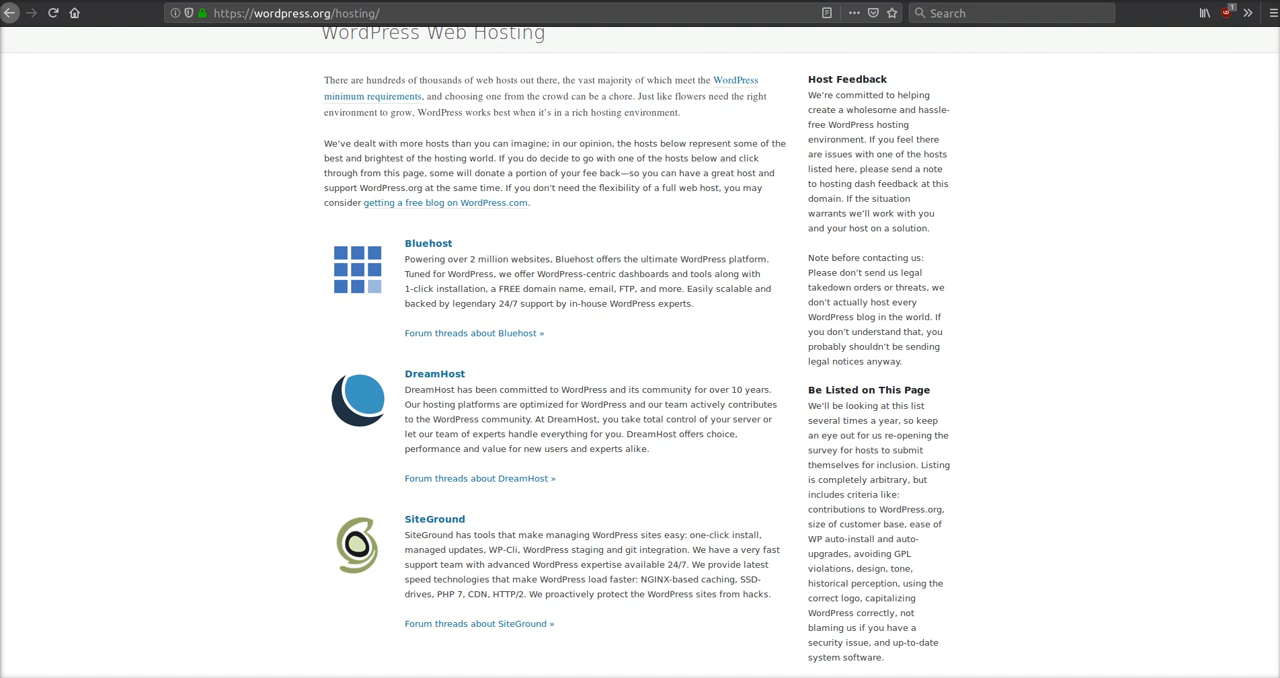 https://wordpress.org/hosting/
Search
1
WordPress Web Hosting
There are hundreds of thousands of web hosts out there, the vast majority of which meet the WordPress
minimum requirements, and choosing one from the crowd can be a chore. Just like flowers need the right
environment to grow, WordPress works best when it’s in a rich hosting environment.
We’ve dealt with more hosts than you can imagine; in our opinion, the hosts below represent some of the
best and brightest of the hosting world. If you do decide to go with one of the hosts below and click
through from this page, some will donate a portion of your fee back—so you can have a great host and
support WordPress.org at the same time. If you don’t need the flexibility of a full web host, you may
consider getting a free blog on WordPress.com.
Bluehost
Powering over 2 million websites, Bluehost offers the ultimate WordPress platform.
Tuned for WordPress, we offer WordPress-centric dashboards and tools along with
1-click installation, a FREE domain name, email, FTP, and more. Easily scalable and
backed by legendary 24/7 support by in-house WordPress experts.
Forum threads about Bluehost »
DreamHost
DreamHost has been committed to WordPress and its community for over 10 years.
Our hosting platforms are optimized for WordPress and our team actively contributes
to the WordPress community. At DreamHost, you take total control of your server or
let our team of experts handle everything for you. DreamHost offers choice,
performance and value for new users and experts alike.
Forum threads about DreamHost »
SiteGround
SiteGround has tools that make managing WordPress sites easy: one-click install,
managed updates, WP-Cli, WordPress staging and git integration. We have a very fast
support team with advanced WordPress expertise available 24/7. We provide latest
speed technologies that make WordPress load faster: NGINX-based caching, SSD-
drives, PHP 7, CDN, HTTP/2. We proactively protect the WordPress sites from hacks.
Forum threads about SiteGround »
Host Feedback
We’re committed to helping
create a wholesome and hassle-
free WordPress hosting
environment. If you feel there
are issues with one of the hosts
listed here, please send a note
to hosting dash feedback at this
domain. If the situation
warrants we’ll work with you
and your host on a solution.
Note before contacting us:
Please don’t send us legal
takedown orders or threats, we
don’t actually host every
WordPress blog in the world. If
you don’t understand that, you
probably shouldn’t be sending
legal notices anyway.
Be Listed on This Page
We’ll be looking at this list
several times a year, so keep
an eye out for us re-opening the
survey for hosts to submit
themselves for inclusion. Listing
is completely arbitrary, but
includes criteria like:
contributions to WordPress.org,
size of customer base, ease of
WP auto-install and auto-
upgrades, avoiding GPL
violations, design, tone,
historical perception, using the
correct logo, capitalizing
WordPress correctly, not
blaming us if you have a
security issue, and up-to-date
system software.